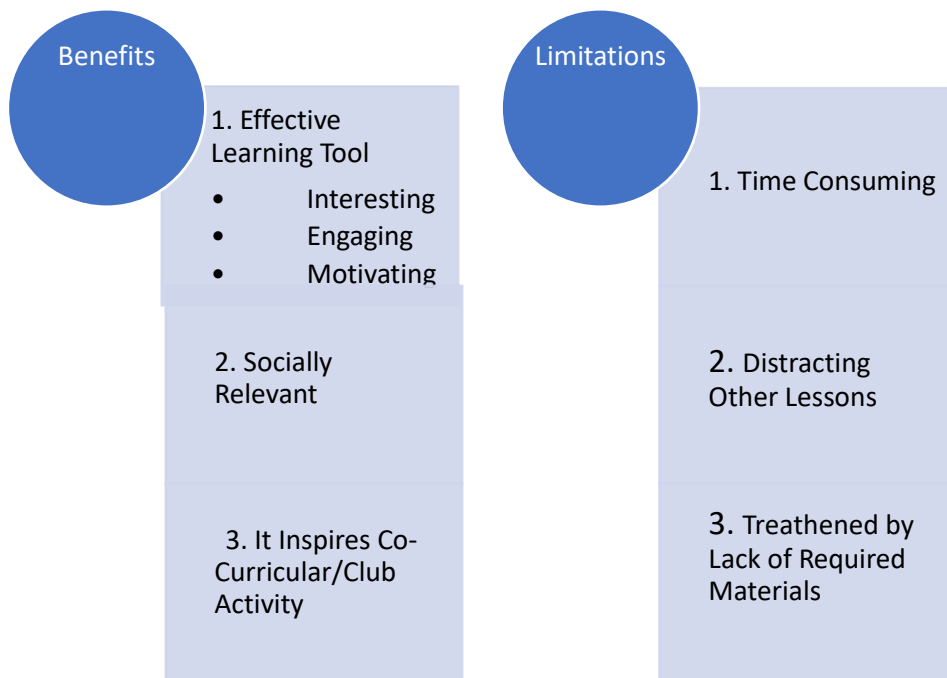 Benefits
1. Effective
Learning Tool
• Interesting
• Engaging
• Motivating
2. Socially
Relevant
3. It Inspires Co-
Curricular/Club
Activity
Limitations
1. Time Consuming
2. Distracting
Other Lessons
3. Treathened by
Lack of Required
Materials